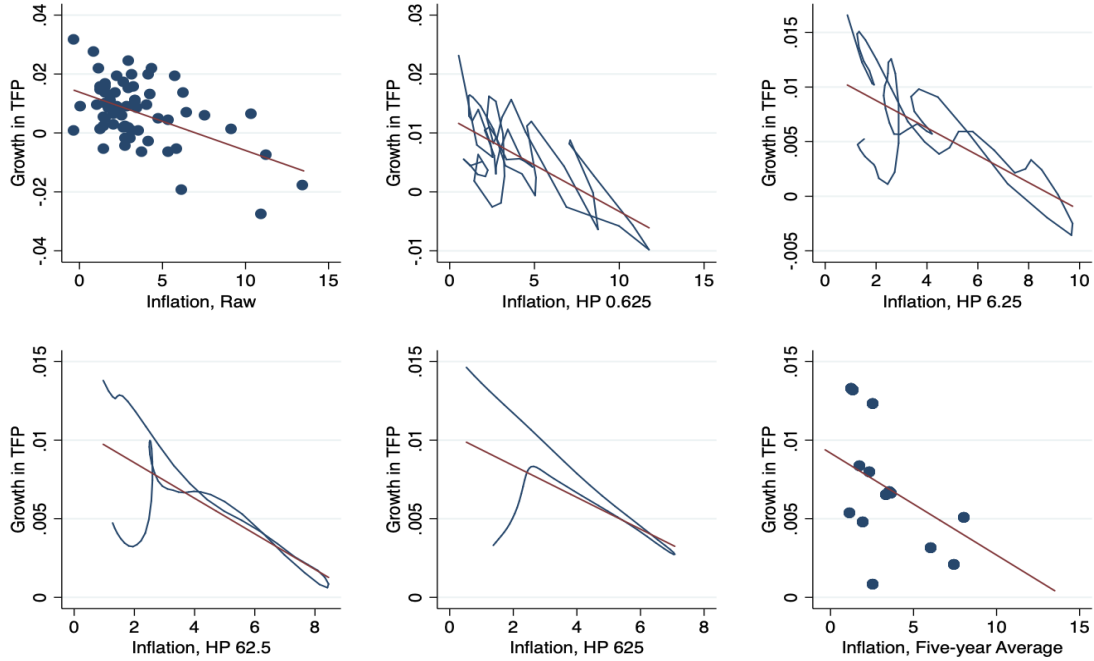 Growth in TFP
.04
.02
0
-.02
-.04
0 5 10 15
Inflation, Raw
Growth in TFP
.03
.01
0
-.01
0 5 10 15
Inflation, HP 0.625
Growth in TFP
.015
.01
.005
0
-.005
0 2 4 6 8 10
Inflation, HP 6.25
Growth in TFP
.015
.01
.005
0
0 2 4 6 8
Inflation, HP 62.5
Growth in TFP
.015
.01
.005
0
0 2 4 6 8
Inflation, HP 625
Growth in TFP
.015
.01
.005
0
0 5 10 15
Inflation, Five-year Average